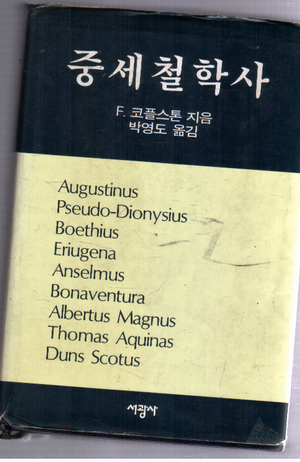 중세철학사
F. 코플스톤 지음
박영도 옮김
Augustinus
Pseudo-Dionysius
Boethius
Eriugena
Anselmus
Bonaventura
Albertus Magnus
Thomas Aquinas
Duns Scotus
서광사